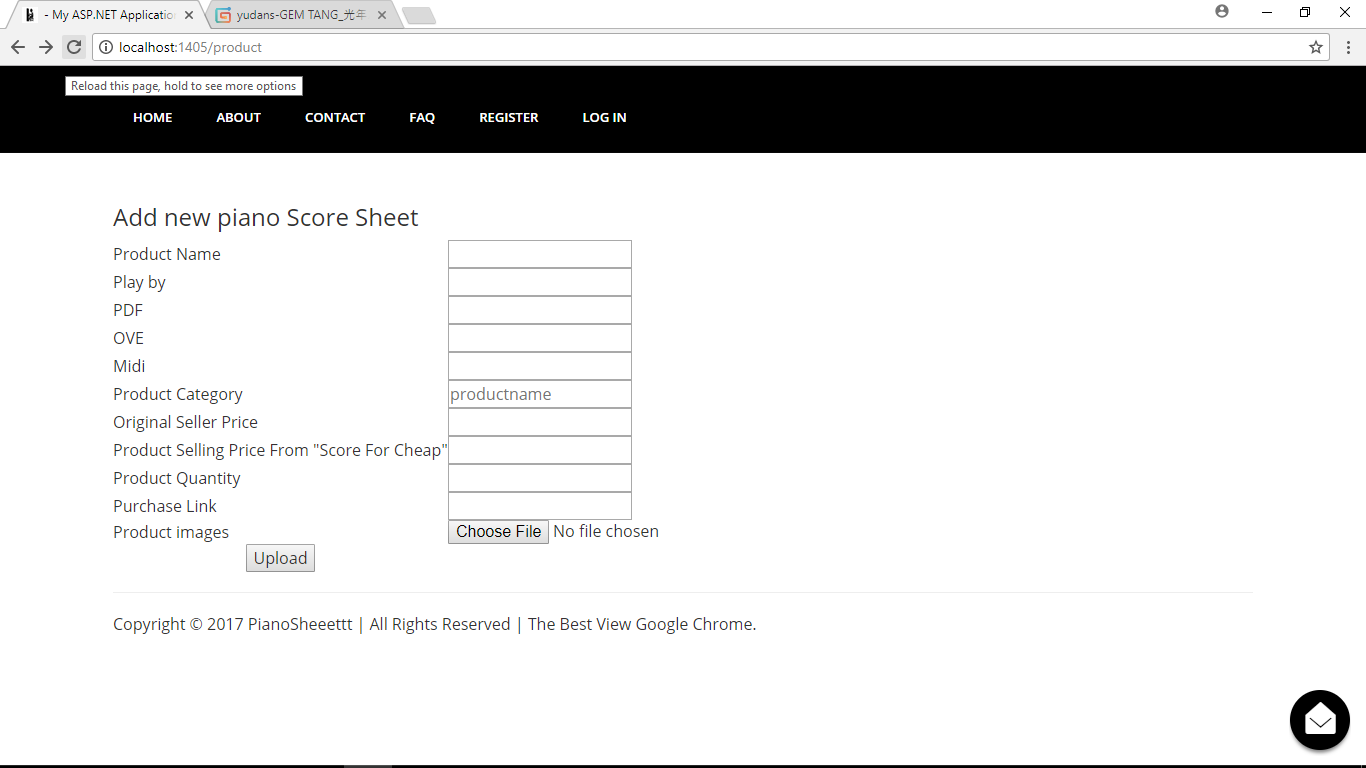 - My ASP.NET Applicatio
yudans-GEM TANG_光年
localhost:1405/product
Reload this page, hold to see more options
HOME ABOUT CONTACT FAQ REGISTER LOG IN
Add new piano Score Sheet
Product Name
Play by
PDF
OVE
Midi
Product Category productname
Original Seller Price
Product Selling Price From "Score For Cheap"
Product Quantity
Purchase Link
Product images Choose File No file chosen
Upload
Copyright © 2017 PianoSheeettt | All Rights Reserved | The Best View Google Chrome.